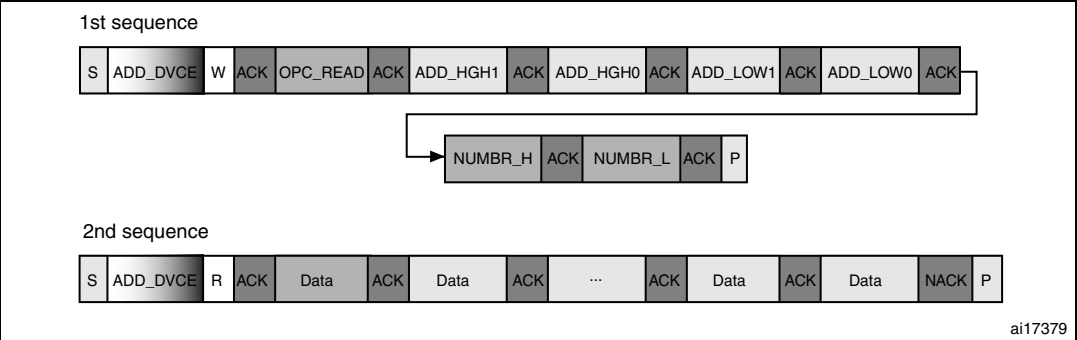 1st sequence
S ADD_DVCE W ACK OPC_READ ACK ADD_HGH1 ACK ADD_HGH0 ACK ADD_LOW1 ACK ADD_LOW0 ACK
NUMBR_H ACK NUMBR_L ACK P
2nd sequence
S ADD_DVCE R ACK Data ACK Data ACK ... ACK Data ACK Data NACK P
ai17379